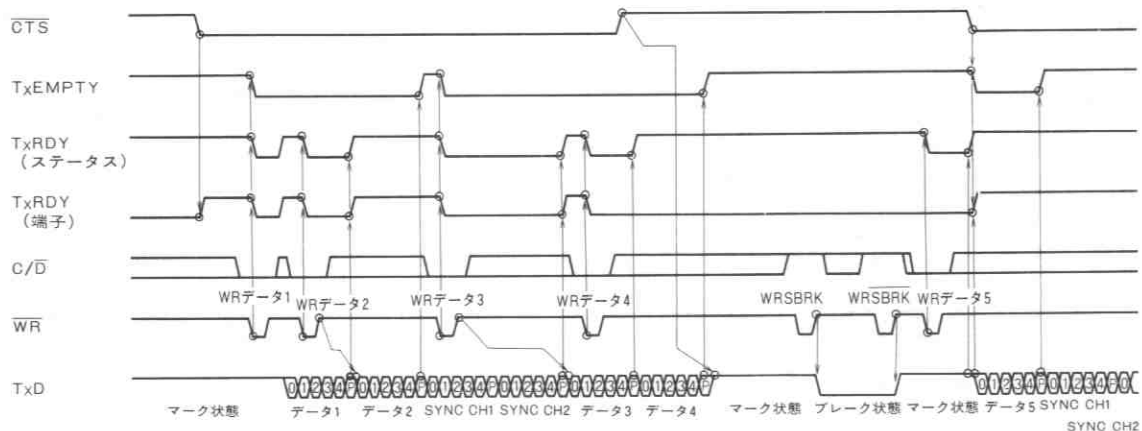 CTS
TxEMPTY
TxRDY
(ステータス)
TxRDY
(端子)
C/D
WRデータ1
WRデータ2
WRデータ3
WRデータ4
WRSBRK
WRSBRK
WRデータ5
WR
TxD
01234P01234P01234P01234P01234P01234P
01234P01234P0
マーク状態
データ1
データ2
SYNC CH1
SYNC CH2
データ3
データ4
マーク状態
ブレーク状態
マーク状態
データ5
SYNC CH1
SYNC CH2